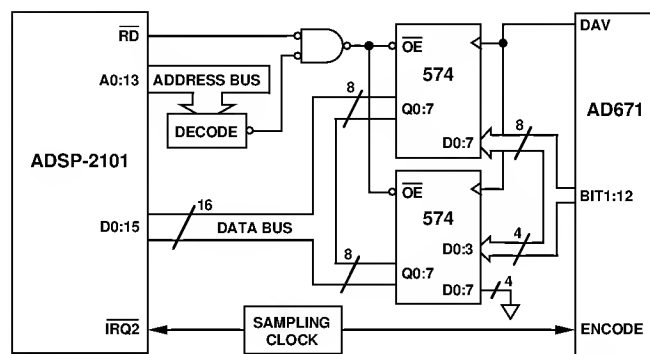 RD
A0:13
ADDRESS BUS
DECODE
ADSP-2101
D0:15
16
DATA BUS
IRQ2
SAMPLING
CLOCK
OE
574
Q0:7
D0:7
8
8
OE
574
D0:3
Q0:7
D0:7
8
4
4
DAV
AD671
BIT1:12
ENCODE